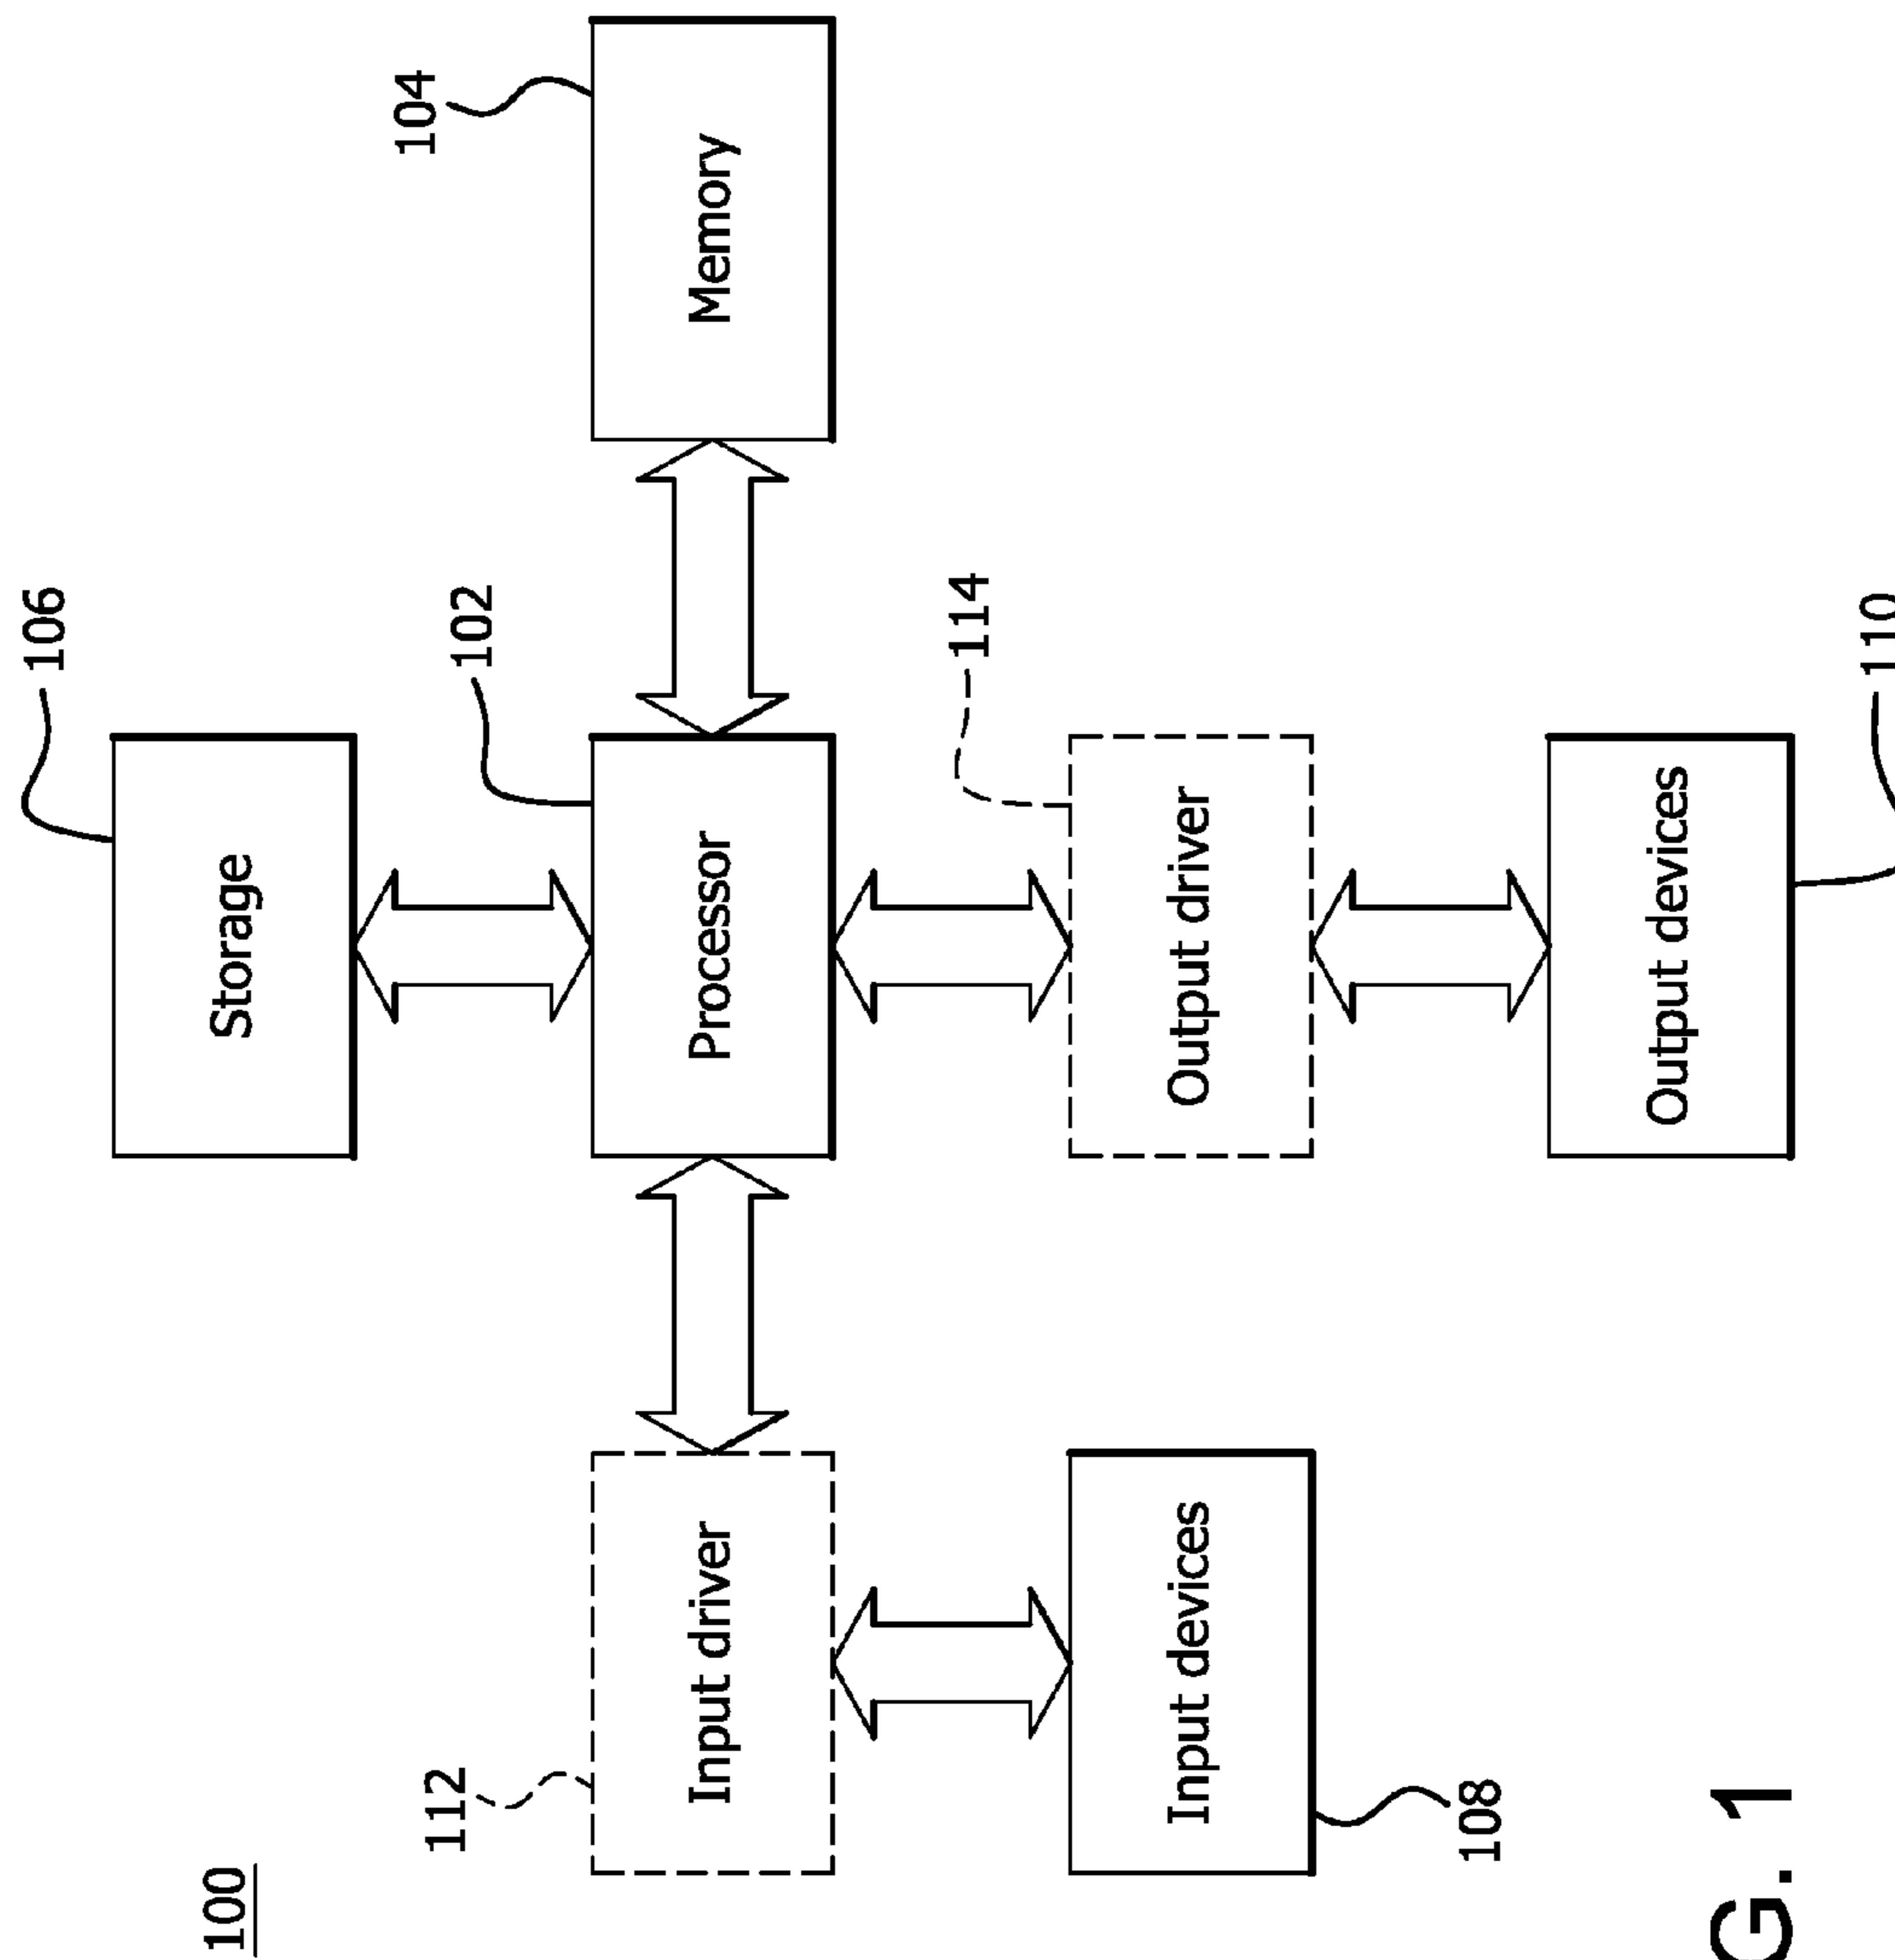 106
100
Storage
104
112
102
Input driver
Processor
Memory
114
Input devices
Output driver
108
Output devices
G. 1
110